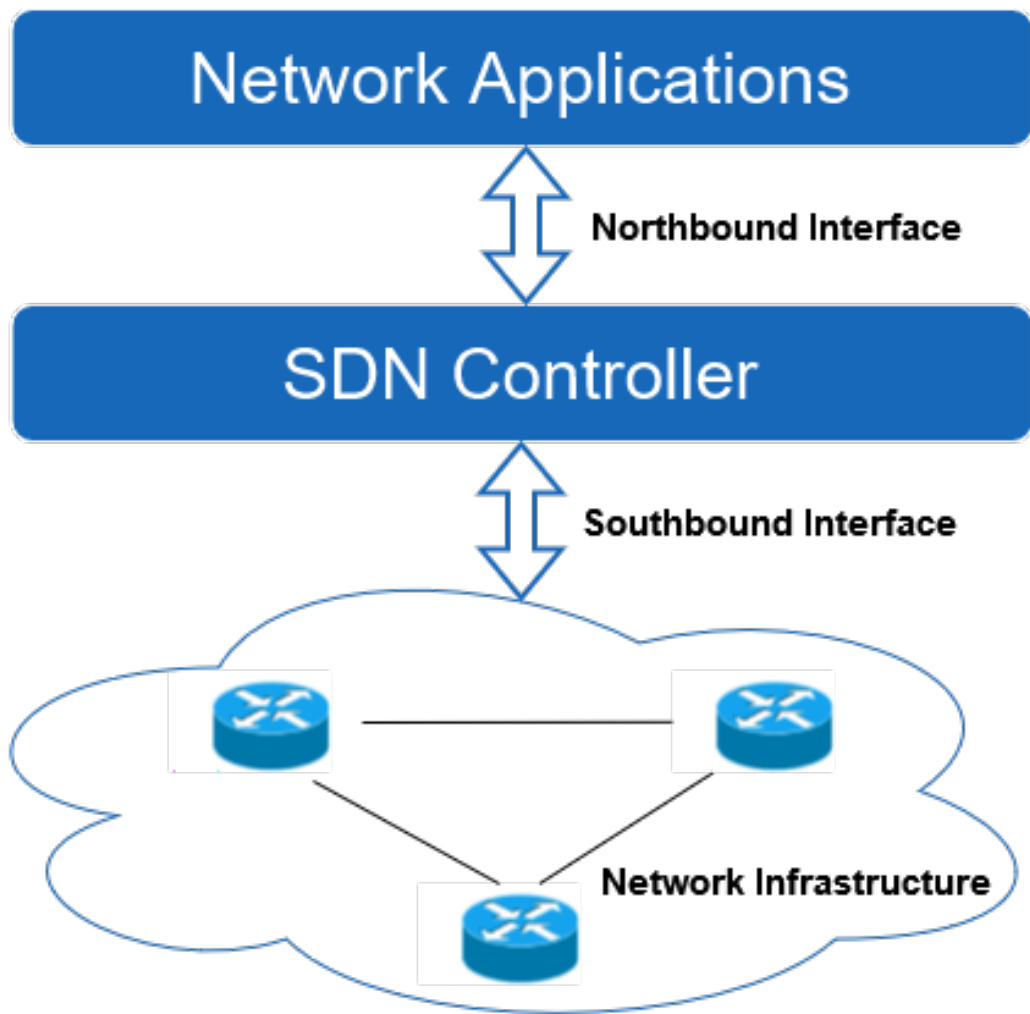 Network Applications
Northbound Interface
SDN Controller
Southbound Interface
Network Infrastructure